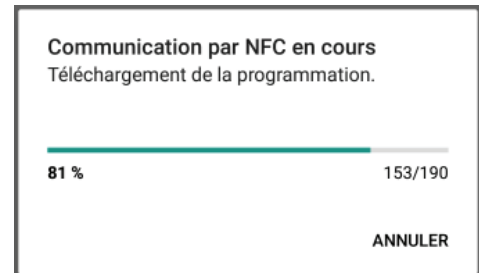 Communication par NFC en cours
Téléchargement de la programmation.
81 % 153/190
ANNULER